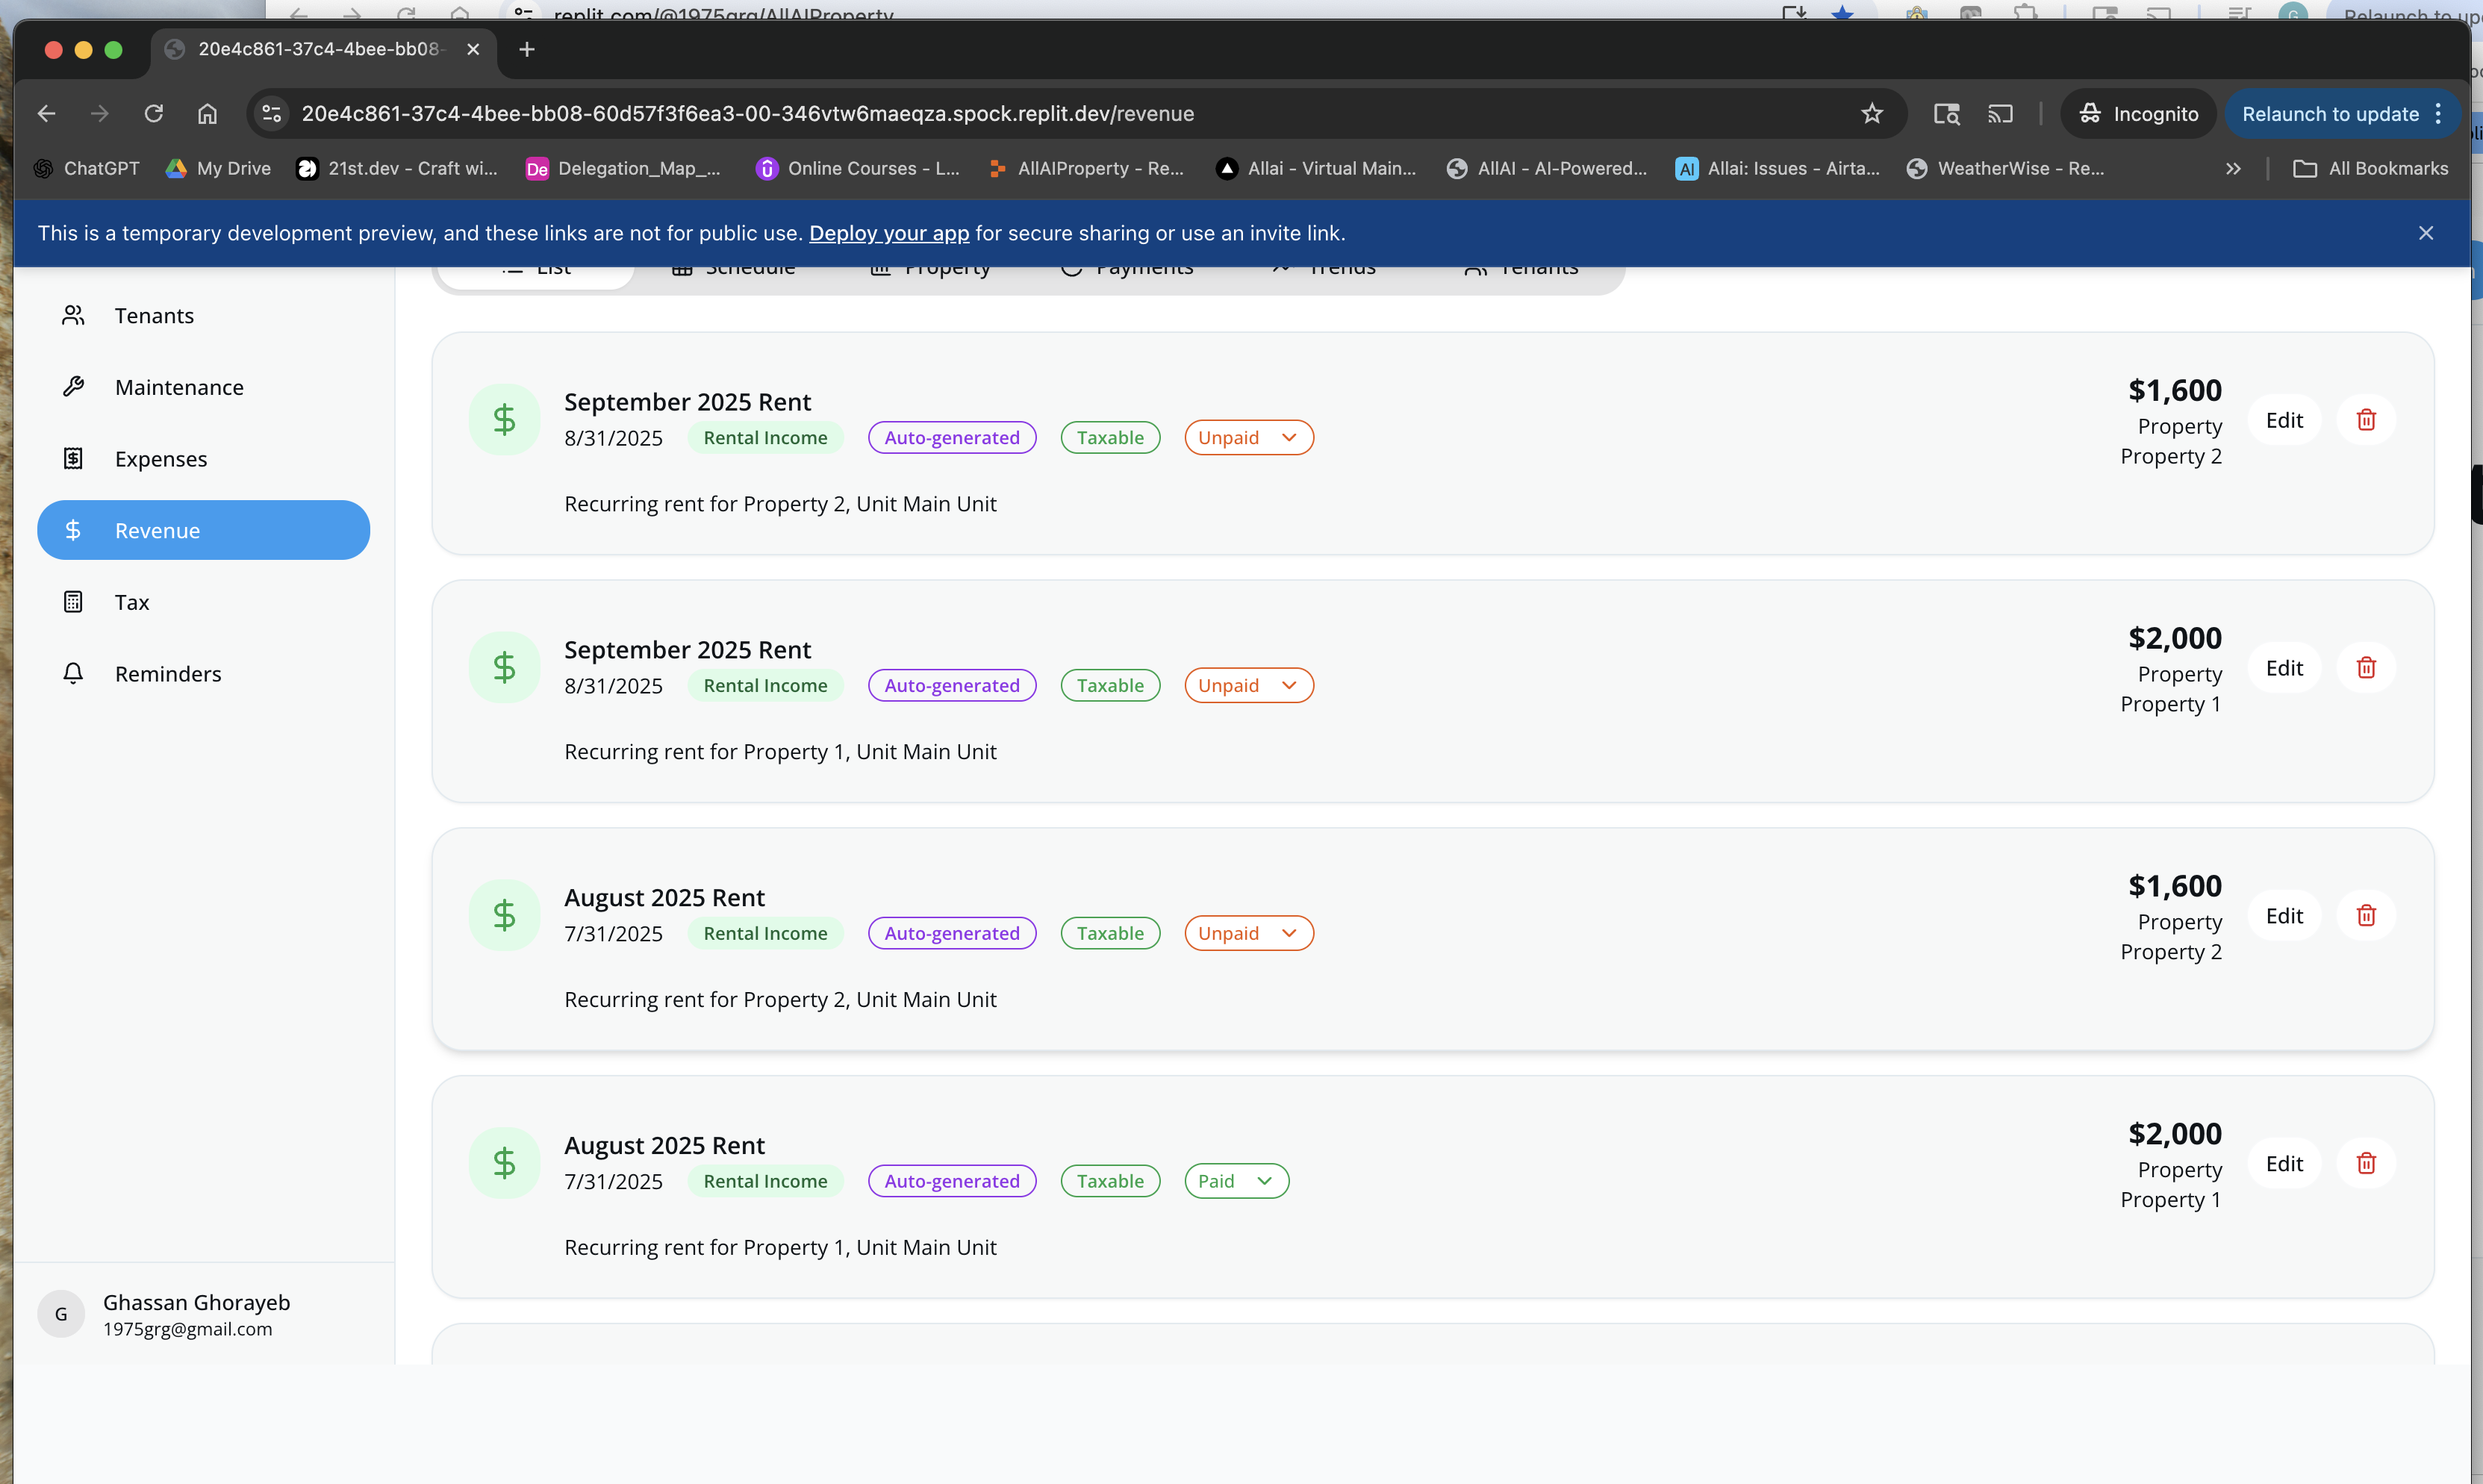 replit.com/@1975grg/AllAIProperty
20e4c861-37c4-4bee-bb08-
20e4c861-37c4-4bee-bb08-60d57f3f6ea3-00-346vtw6maeqza.spock.replit.dev/revenue
Incognito
Relaunch to update
ChatGPT
My Drive
21st.dev - Craft wi...
De
Delegation_Map_...
Online Courses - L...
AllAIProperty - Re...
Allai - Virtual Main...
AllAI - AI-Powered...
AI
Allai: Issues - Airta...
WeatherWise - Re...
All Bookmarks
This is a temporary development preview, and these links are not for public use. Deploy your app for secure sharing or use an invite link.
List
Schedule
Property
Payments
Trends
Tenants
Tenants
Maintenance
Expenses
Revenue
Tax
Reminders
September 2025 Rent
8/31/2025
Rental Income
Auto-generated
Taxable
Unpaid
Recurring rent for Property 2, Unit Main Unit
$1,600
Property
Property 2
Edit
September 2025 Rent
8/31/2025
Rental Income
Auto-generated
Taxable
Unpaid
Recurring rent for Property 1, Unit Main Unit
$2,000
Property
Property 1
Edit
August 2025 Rent
7/31/2025
Rental Income
Auto-generated
Taxable
Unpaid
Recurring rent for Property 2, Unit Main Unit
$1,600
Property
Property 2
Edit
August 2025 Rent
7/31/2025
Rental Income
Auto-generated
Taxable
Paid
Recurring rent for Property 1, Unit Main Unit
$2,000
Property
Property 1
Edit
G
Ghassan Ghorayeb
1975grg@gmail.com